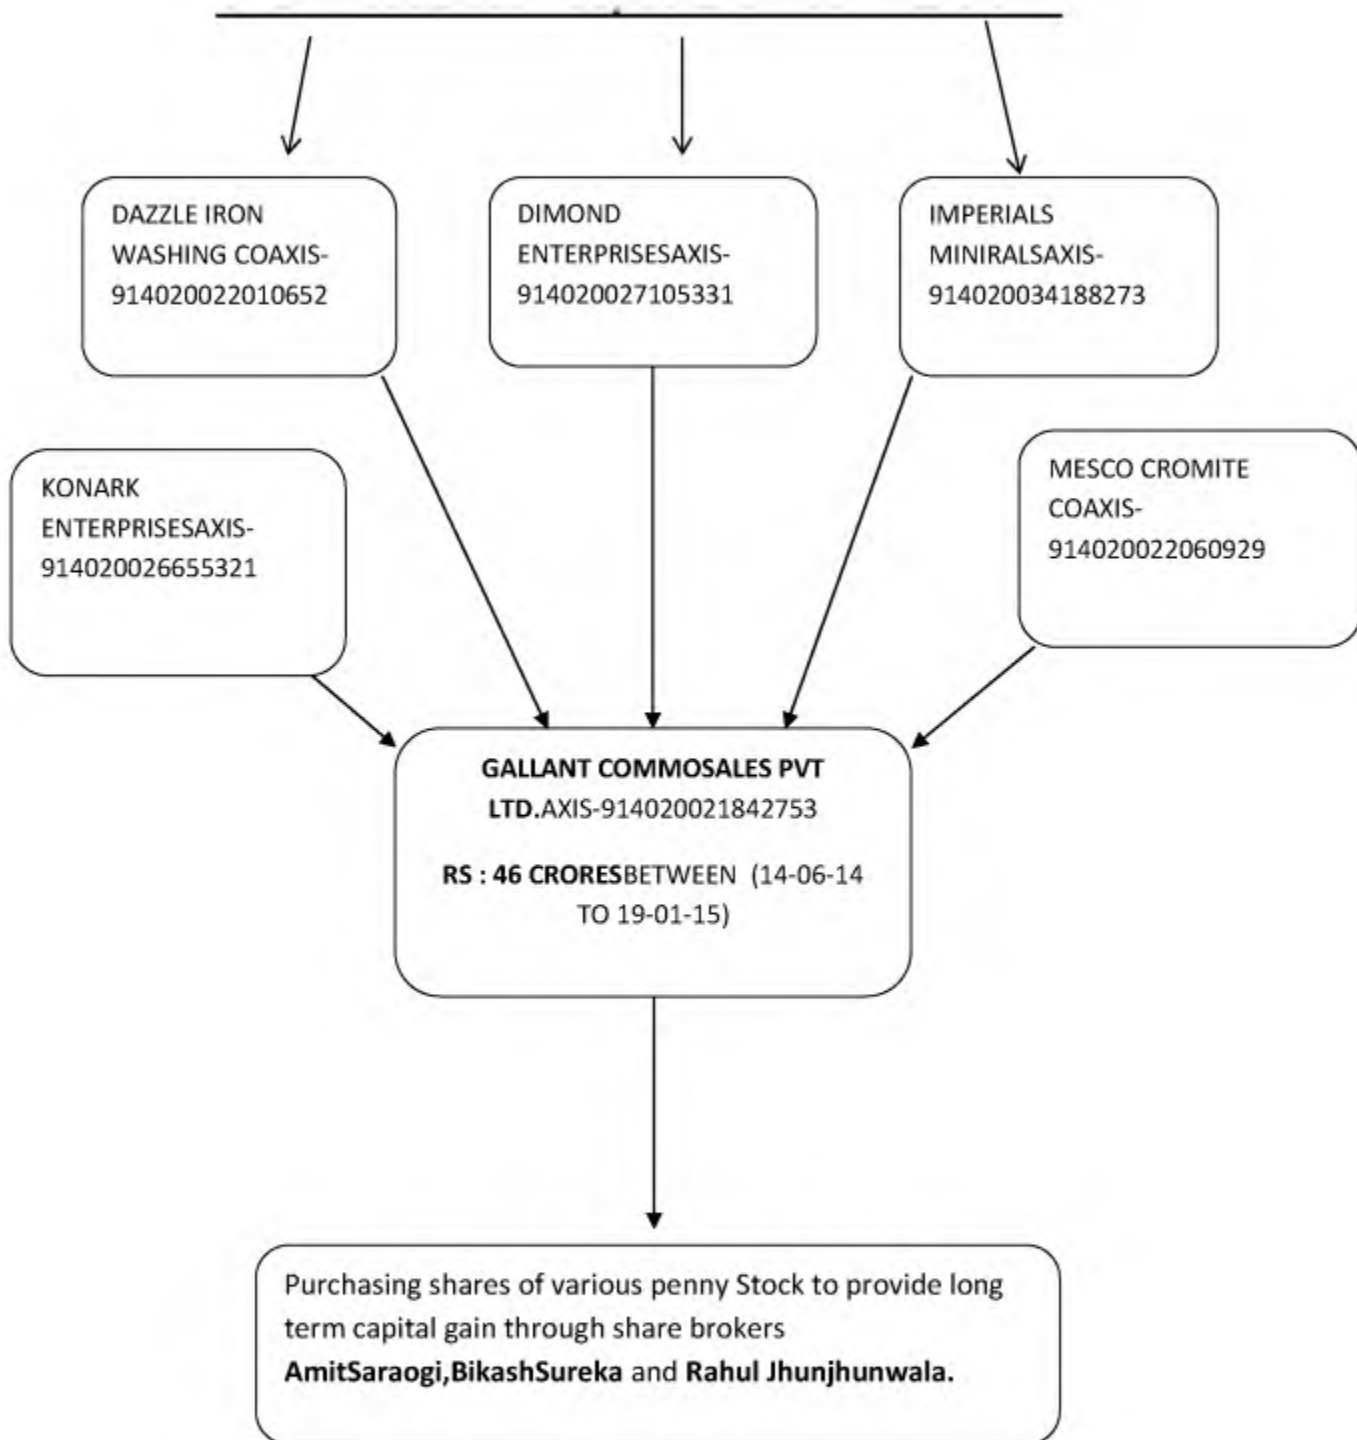 DAZZLE IRON
WASHING COAXIS-
914020022010652
DIMOND
ENTERPRISESAXIS-
914020027105331
IMPERIALS
MINIRALSAXIS-
914020034188273
KONARK
ENTERPRISESAXIS-
914020026655321
MESCO CROMITE
COAXIS-
914020022060929
GALLANT COMMOSALES PVT
LTD.AXIS-914020021842753
RS : 46 CRORESBETWEEN (14-06-14
TO 19-01-15)
Purchasing shares of various penny Stock to provide long
term capital gain through share brokers
AmitSaraogi,BikashSureka and Rahul Jhunjhunwala.